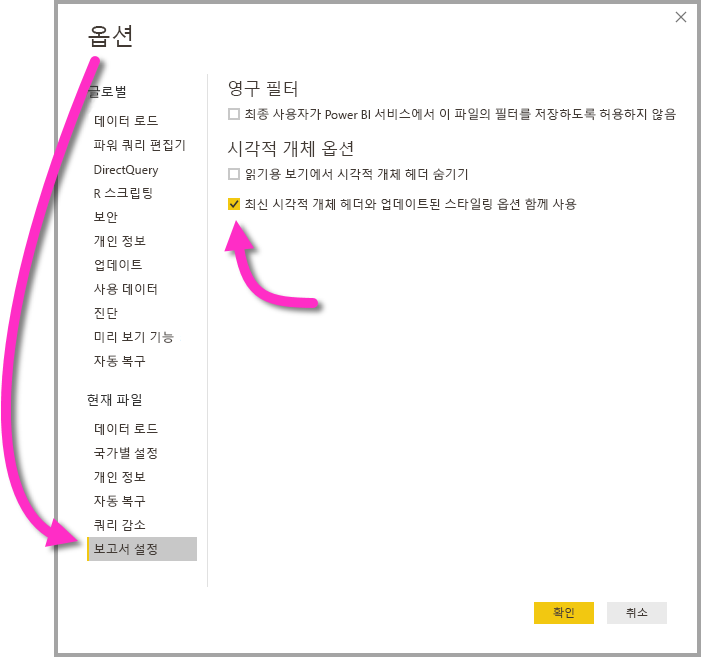 옵션
글로벌
데이터 로드
파워 쿼리 편집기
DirectQuery
R 스크립팅
보안
개인 정보
업데이트
사용 데이터
진단
미리 보기 기능
자동 복구
현재 파일
데이터 로드
국가별 설정
개인 정보
자동 복구
쿼리 감소
보고서 설정
영구 필터
최종 사용자가 Power BI 서비스에서 이 파일의 필터를 저장하도록 허용하지 않음
시각적 개체 옵션
읽기용 보기에서 시각적 개체 헤더 숨기기
최신 시각적 개체 헤더와 업데이트된 스타일링 옵션 함께 사용
확인
취소